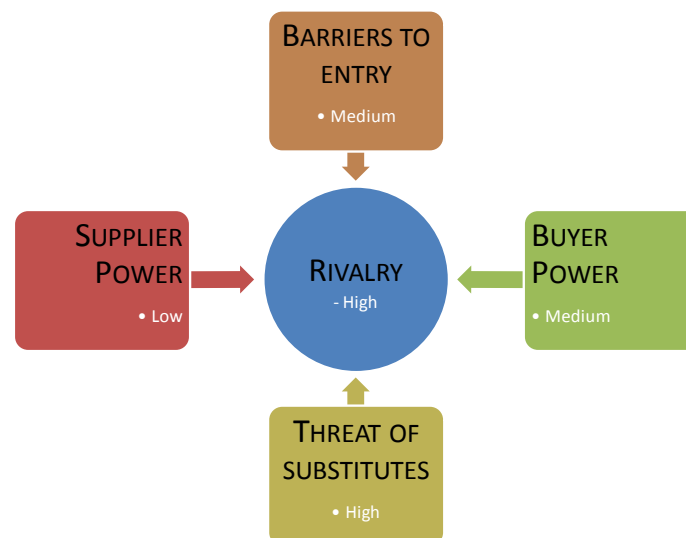 BARRIERS TO
ENTRY
• Medium
SUPPLIER
POWER
• Low
RIVALRY
- High
BUYER
POWER
• Medium
THREAT OF
SUBSTITUTES
• High